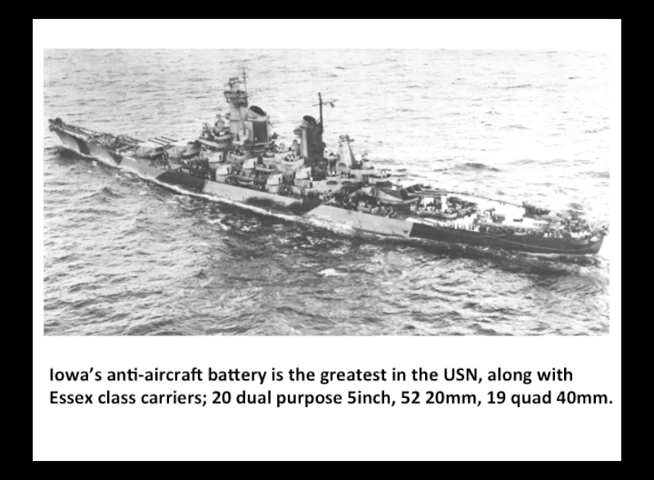 Iowa's anti-aircraft battery is the greatest in the USN, along with
Essex class carriers; 20 dual purpose 5inch, 52 20mm, 19 quad 40mm.